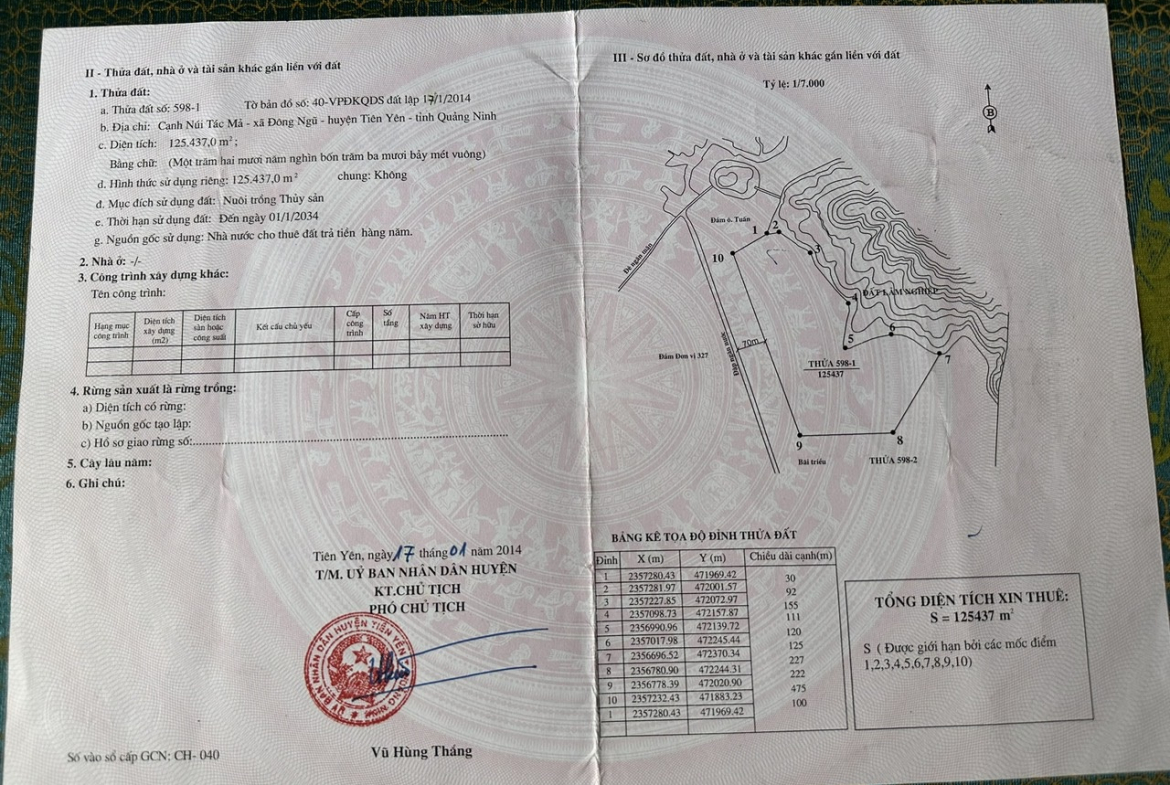 II - Thửa đất, nhà ở và tài sản khác gắn liền với đất
1. Thửa đất:
a. Thửa đất số: 598-1 Tờ bản đồ số: 40-VPĐKQDS đất lập 17/1/2014
b. Địa chỉ: Cạnh Núi Tác Mả - xã Đông Ngũ - huyện Tiên Yên - tỉnh Quảng Ninh
c. Diện tích: 125.437,0 m²;
Bằng chữ: (Một trăm hai mươi năm nghìn bốn trăm ba mươi bảy mét vuông)
d. Hình thức sử dụng riêng: 125.437,0 m² chung: Không
đ. Mục đích sử dụng đất: Nuôi trồng Thủy sản
e. Thời hạn sử dụng đất: Đến ngày 01/1/2034
g. Nguồn gốc sử dụng: Nhà nước cho thuê đất trả tiền hàng năm.
2. Nhà ở: -/-
3. Công trình xây dựng khác:
Tên công trình:
Hạng mục công trình Diện tích xây dựng (m2) Diện tích sàn hoặc công suất Kết cấu chủ yếu Cấp công trình Số tầng Năm HT xây dựng Thời hạn sở hữu
4. Rừng sản xuất là rừng trồng:
a) Diện tích có rừng:
b) Nguồn gốc tạo lập:
c) Hồ sơ giao rừng số:
5. Cây lâu năm:
6. Ghi chú:
Tiên Yên, ngày 17 tháng 01 năm 2014
T/M. UỶ BAN NHÂN DÂN HUYỆN
KT.CHỦ TỊCH
PHÓ CHỦ TỊCH
Vũ Hùng Tháng
Số vào sổ cấp GCN: CH- 040
III - Sơ đồ thửa đất, nhà ở và tài sản khác gắn liền với đất
Tỷ lệ: 1/7.000
B
Đầm ô. Tuân
1
2
3
10
Đê ngăn mặn
4
ĐẤT LÂM NGHIỆP
5
6
7
70m
Đập ngăn nước
Đầm Đơn vị 327
THỬA 598-1
125437
9
8
Bãi triều
THỬA 598-2
BẢNG KÊ TỌA ĐỘ ĐỈNH THỬA ĐẤT
Đỉnh X (m) Y (m) Chiều dài cạnh(m)
1 2357280.43 471969.42
30
2 2357281.97 472001.57
92
3 2357227.85 472072.97
155
4 2357098.73 472157.87
111
5 2356990.96 472139.72
120
6 2357017.98 472245.44
125
7 2356696.52 472370.34
227
8 2356780.90 472244.31
222
9 2356778.39 472020.90
475
10 2357232.43 471883.23
100
1 2357280.43 471969.42
TỔNG DIỆN TÍCH XIN THUÊ:
S = 125437 m²
S ( Được giới hạn bởi các mốc điểm
1,2,3,4,5,6,7,8,9,10)